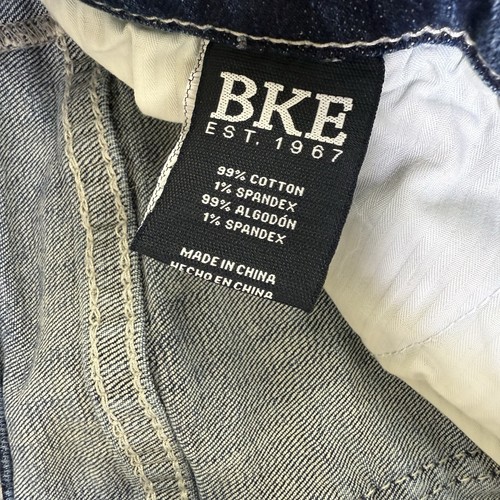 BKE
EST. 1967
99% COTTON
1% SPANDEX
99% ALGODÓN
1% SPANDEX
MADE IN CHINA
HECHO EN CHINA